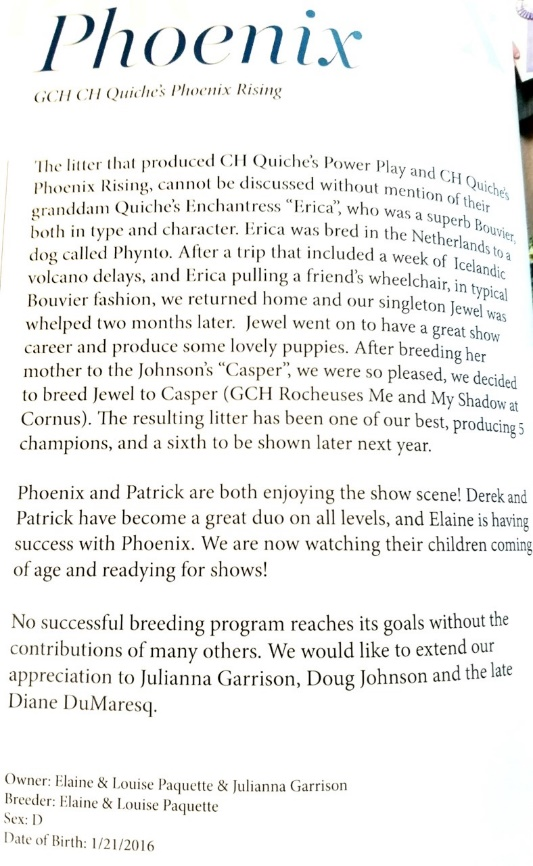 Phoenix
GCH CH Quiche's Phoenix Rising
The litter that produced CH Quiche's Power Play and CH Quiche's
Phoenix Rising, cannot be discussed without mention of their
granddam Quiche's Enchantress "Erica", who was a superb Bouvier,
both in type and character. Erica was bred in the Netherlands to a
dog called Phynto. After a trip that included a week of Icelandic
volcano delays, and Erica pulling a friend's wheelchair, in typical
Bouvier fashion, we returned home and our singleton Jewel was
whelped two months later. Jewel went on to have a great show
career and produce some lovely puppies. After breeding her
mother to the Johnson's "Casper", we were so pleased, we decided
to breed Jewel to Casper (GCH Rocheuses Me and My Shadow at
Cornus). The resulting litter has been one of our best, producing 5
champions, and a sixth to be shown later next year.
Phoenix and Patrick are both enjoying the show scene! Derek and
Patrick have become a great duo on all levels, and Elaine is having
success with Phoenix. We are now watching their children coming
of age and readying for shows!
No successful breeding program reaches its goals without the
contributions of many others. We would like to extend our
appreciation to Julianna Garrison, Doug Johnson and the late
Diane DuMaresq.
Owner: Elaine & Louise Paquette & Julianna Garrison
Breeder: Elaine & Louise Paquette
Sex: D
Date of Birth: 1/21/2016